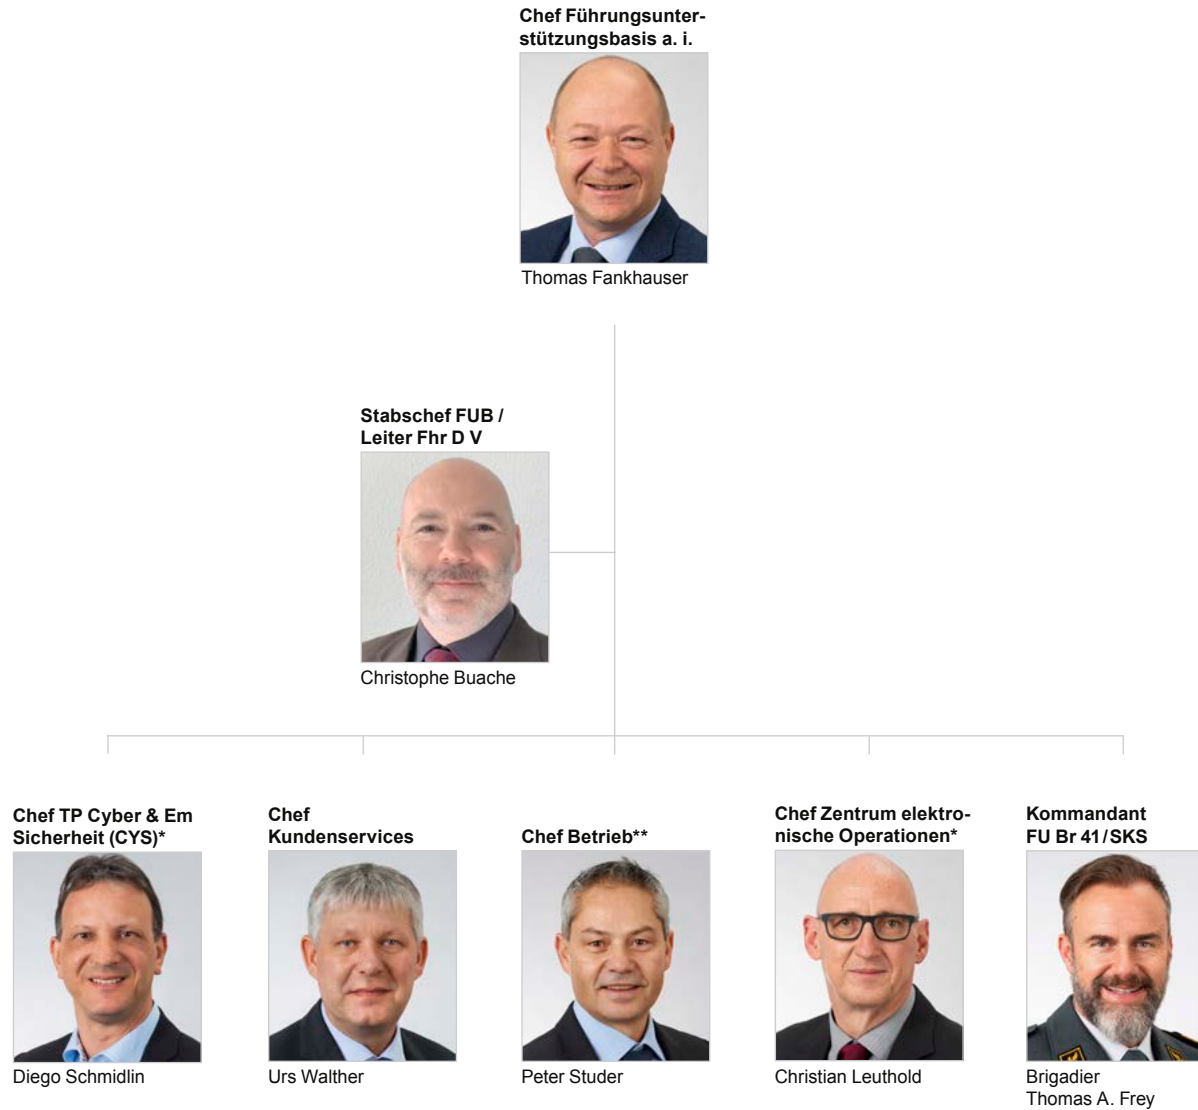 Chef Führungsunter-
stützungsbasis a. i.
Thomas Fankhauser
Stabschef FUB /
Leiter Fhr D V
Christophe Buache
Chef TP Cyber & Em
Sicherheit (CYS)*
Diego Schmidlin
Chef
Kundenservices
Urs Walther
Chef Betrieb**
Peter Studer
Chef Zentrum elektro-
nische Operationen*
Christian Leuthold
Kommandant
FU Br 41/SKS
Brigadier
Thomas A. Frey